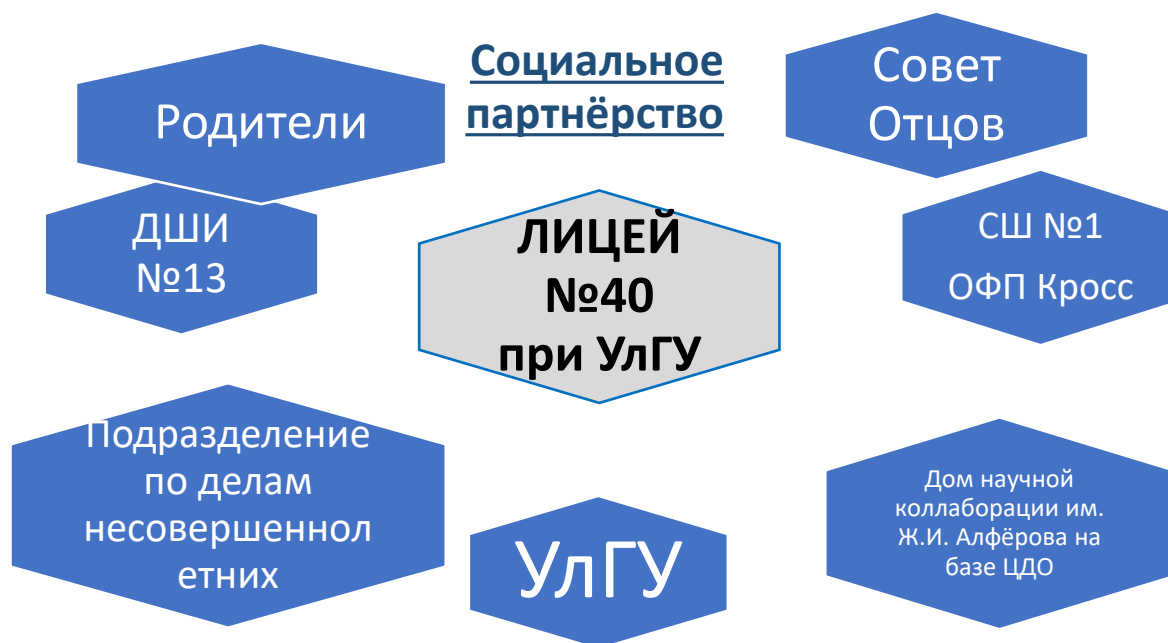 Социальное
партнёрство
Родители
Совет
Отцов
ДШИ
№13
ЛИЦЕЙ
№40
при УлГУ
СШ №1
ОФП Кросс
Подразделение
по делам
несовершеннол
етних
УлГУ
Дом научной
коллаборации им.
Ж.И. Алфёрова на
базе ЦДО